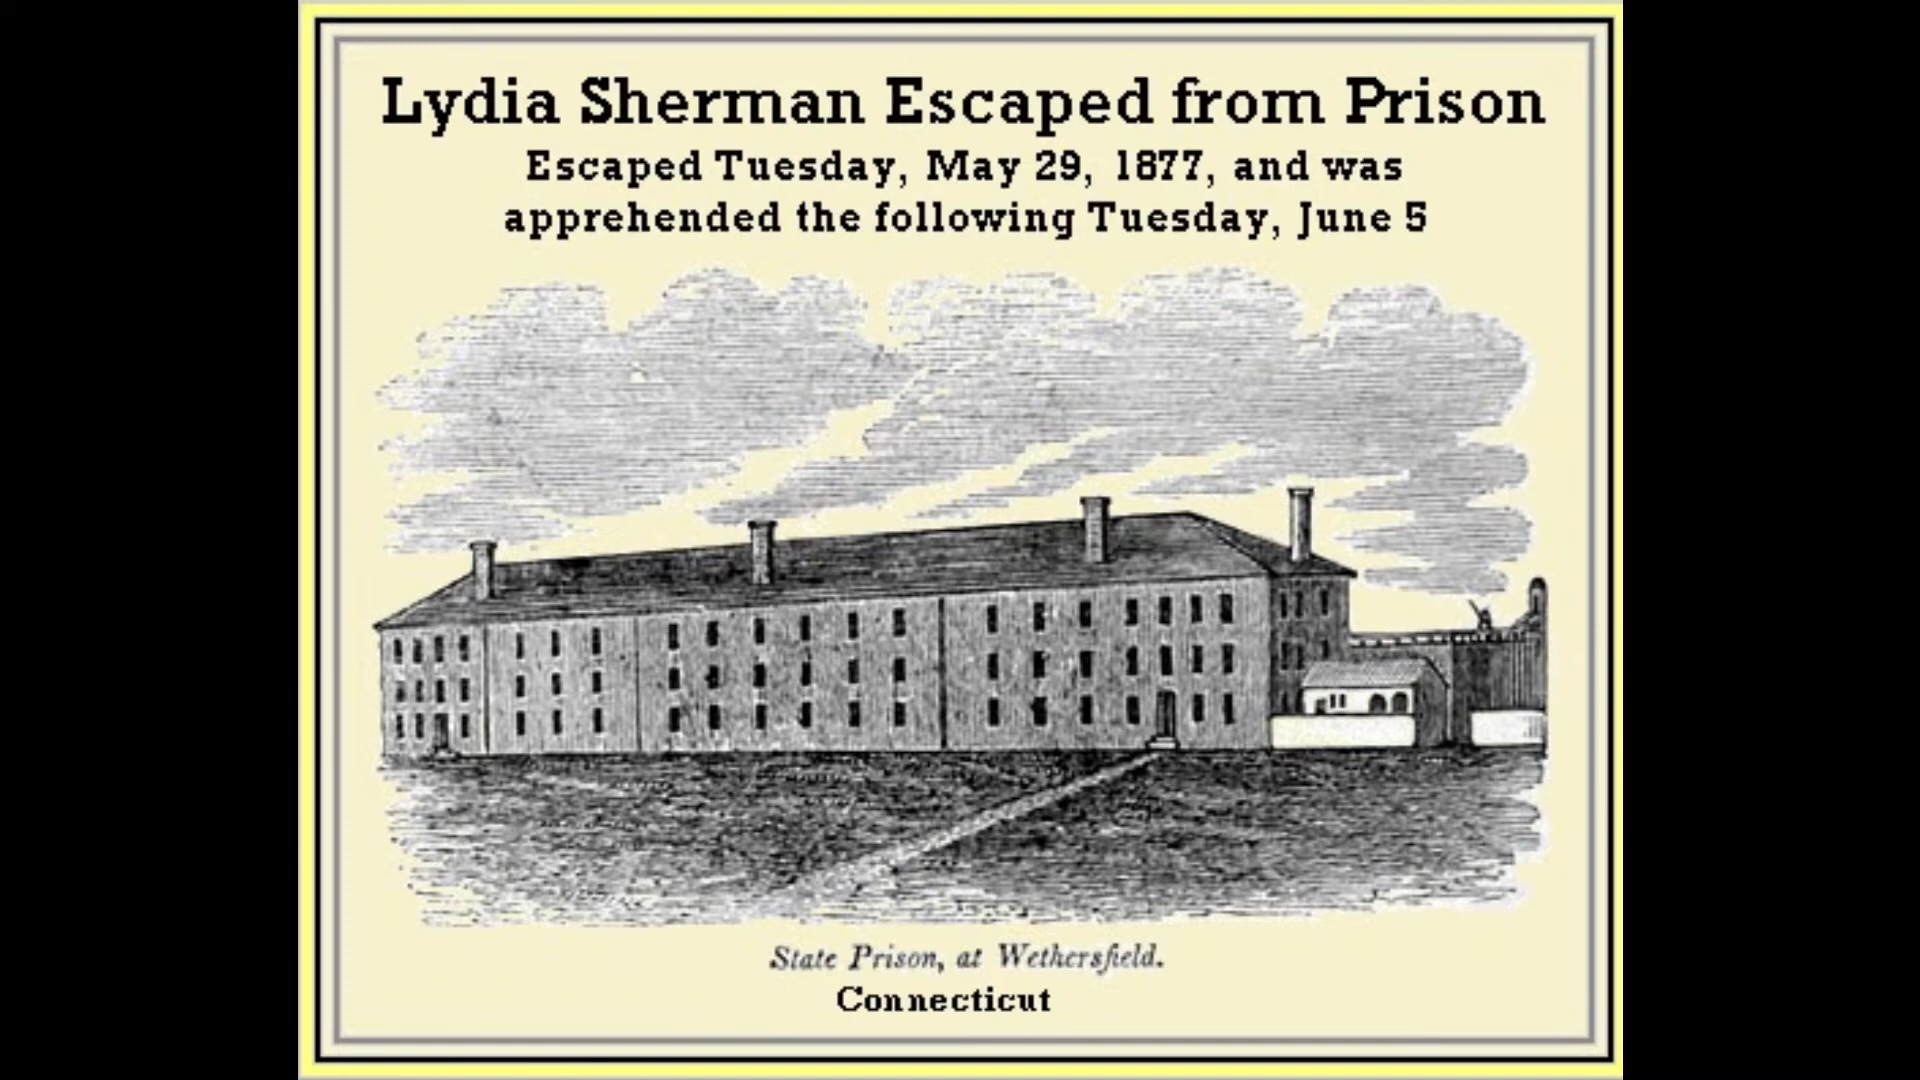 Lydia Sherman Escaped from Prison
Escaped Tuesday, May 29, 1877, and was
apprehended the following Tuesday, June 5
State Prison, at Wethersfield.
Connecticut